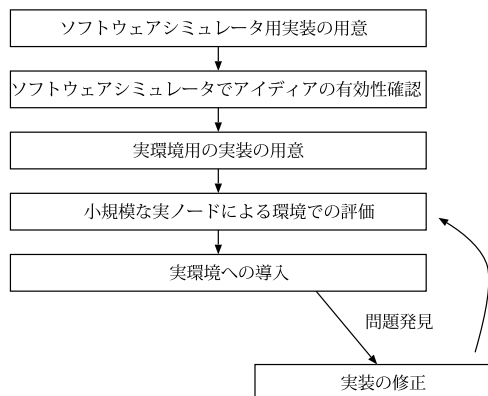 ソフトウェアシミュレータ用実装の用意
ソフトウェアシミュレータでアイディアの有効性確認
実環境用の実装の用意
小規模な実ノードによる環境での評価
実環境への導入
問題発見
実装の修正